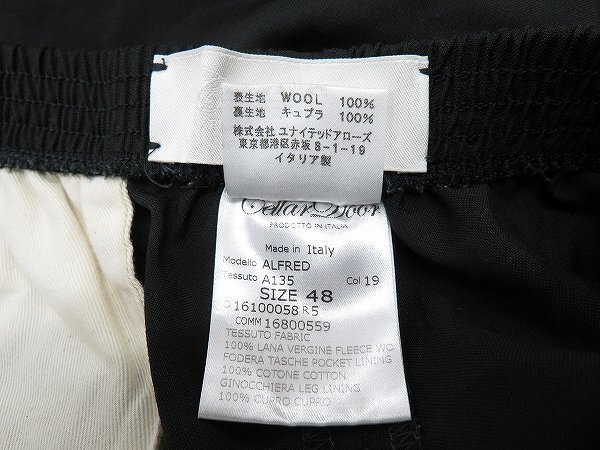 表生地 WOOL 100%
裏生地 キュプラ 100%
株式会社 ユナイテッドアローズ
東京都港区赤坂8-1-19
イタリア製
Cellar Door
PRODOTTO IN ITALIA
Made in Italy
Modello ALFRED
Tessuto A135 Col 19
SIZE 48
16100058 R5
COMM 16800559
TESSUTO FABRIC
100% LANA VERGINE FLEECE WO
FODERA TASCHE POCKET LINING
100% COTONE COTTON
GINOCCHIERA LEG LINING
100% CUPRO CUPRO